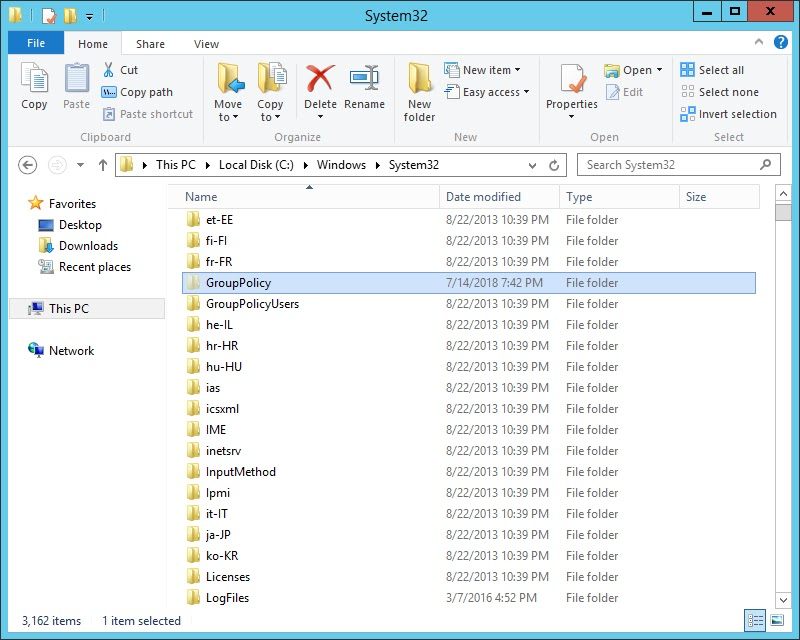 System32
File Home Share View
Copy
Paste
Cut
Copy path
Paste shortcut
Clipboard
Move to
Copy to
Delete
Rename
Organize
New folder
New item
Easy access
New
Properties
Open
Edit
Open
Select all
Select none
Invert selection
Select
This PC Local Disk (C:) Windows System32
Search System32
Favorites
Desktop
Downloads
Recent places
This PC
Network
Name Date modified Type Size
et-EE 8/22/2013 10:39 PM File folder
fi-FI 8/22/2013 10:39 PM File folder
fr-FR 8/22/2013 10:39 PM File folder
GroupPolicy 7/14/2018 7:42 PM File folder
GroupPolicyUsers 8/22/2013 10:39 PM File folder
he-IL 8/22/2013 10:39 PM File folder
hr-HR 8/22/2013 10:39 PM File folder
hu-HU 8/22/2013 10:39 PM File folder
ias 8/22/2013 10:39 PM File folder
icsxml 8/22/2013 10:39 PM File folder
IME 8/22/2013 10:39 PM File folder
inetsrv 8/22/2013 10:39 PM File folder
InputMethod 8/22/2013 10:39 PM File folder
Ipmi 8/22/2013 10:39 PM File folder
it-IT 8/22/2013 10:39 PM File folder
ja-JP 8/22/2013 10:39 PM File folder
ko-KR 8/22/2013 10:39 PM File folder
Licenses 8/22/2013 10:39 PM File folder
LogFiles 3/7/2016 4:52 PM File folder
3,162 items 1 item selected